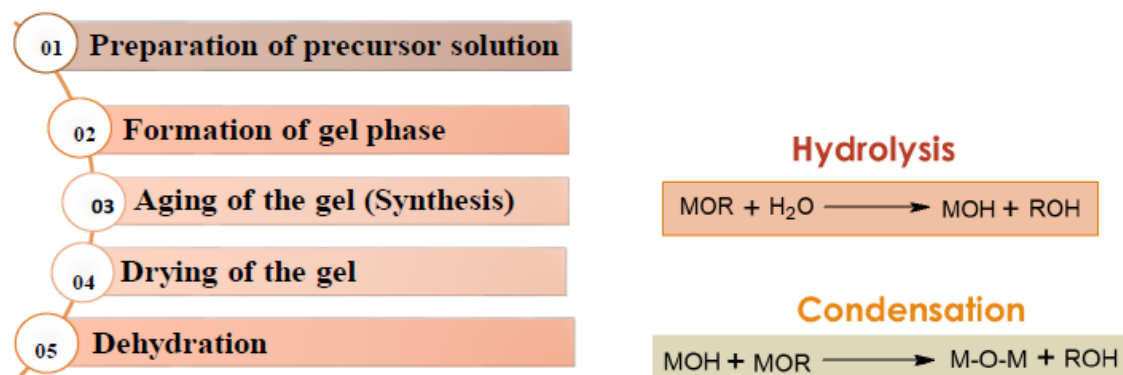 01 Preparation of precursor solution
02 Formation of gel phase
03 Aging of the gel (Synthesis)
04 Drying of the gel
05 Dehydration
Hydrolysis
MOR + H₂O ⟶ MOH + ROH
Condensation
MOH + MOR ⟶ M-O-M + ROH